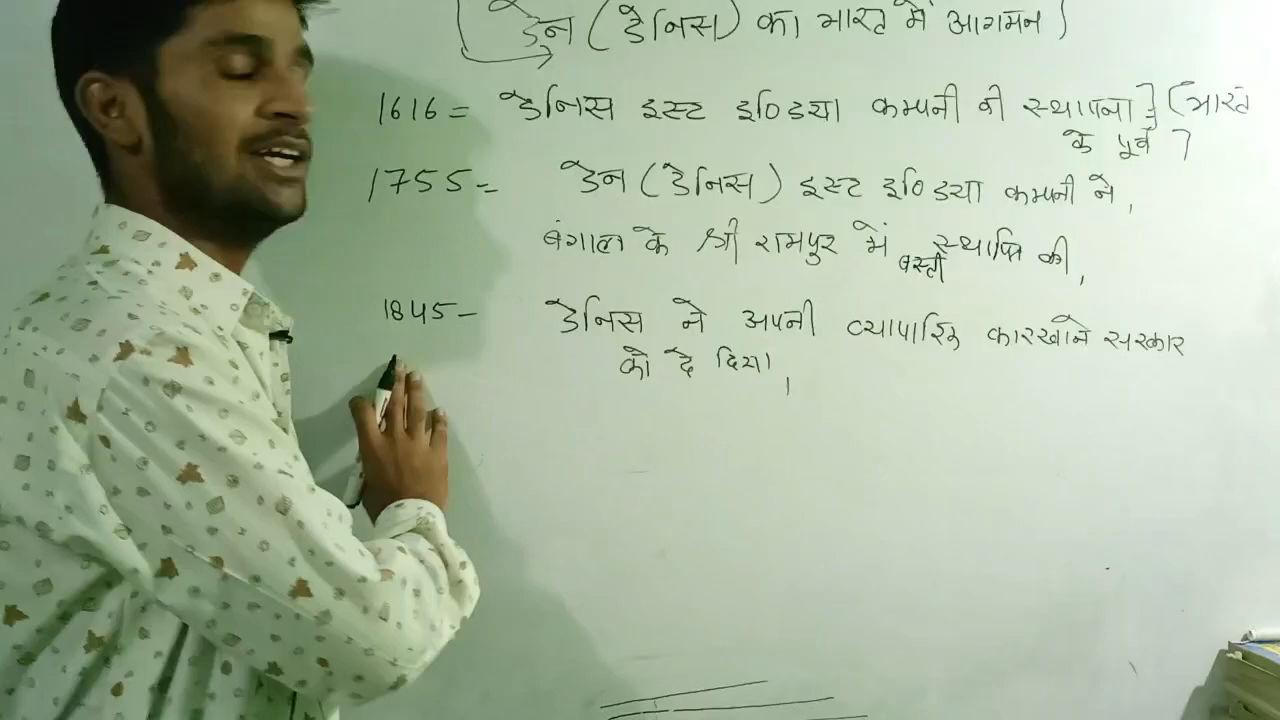 डेन (डेनिस) का भारत में आगमन )
1616 = डेनिस इस्ट इण्डिया कम्पनी की स्थापना } (भारत
के पूर्व )
1755 = डेन (डेनिस) इस्ट इण्डिया कम्पनी ने,
बंगाल के श्री रामपुर में बस्ती स्थापित की,
1845 - डेनिस ने अपनी व्यापारिक कारखाने सरकार
को दे दिया,